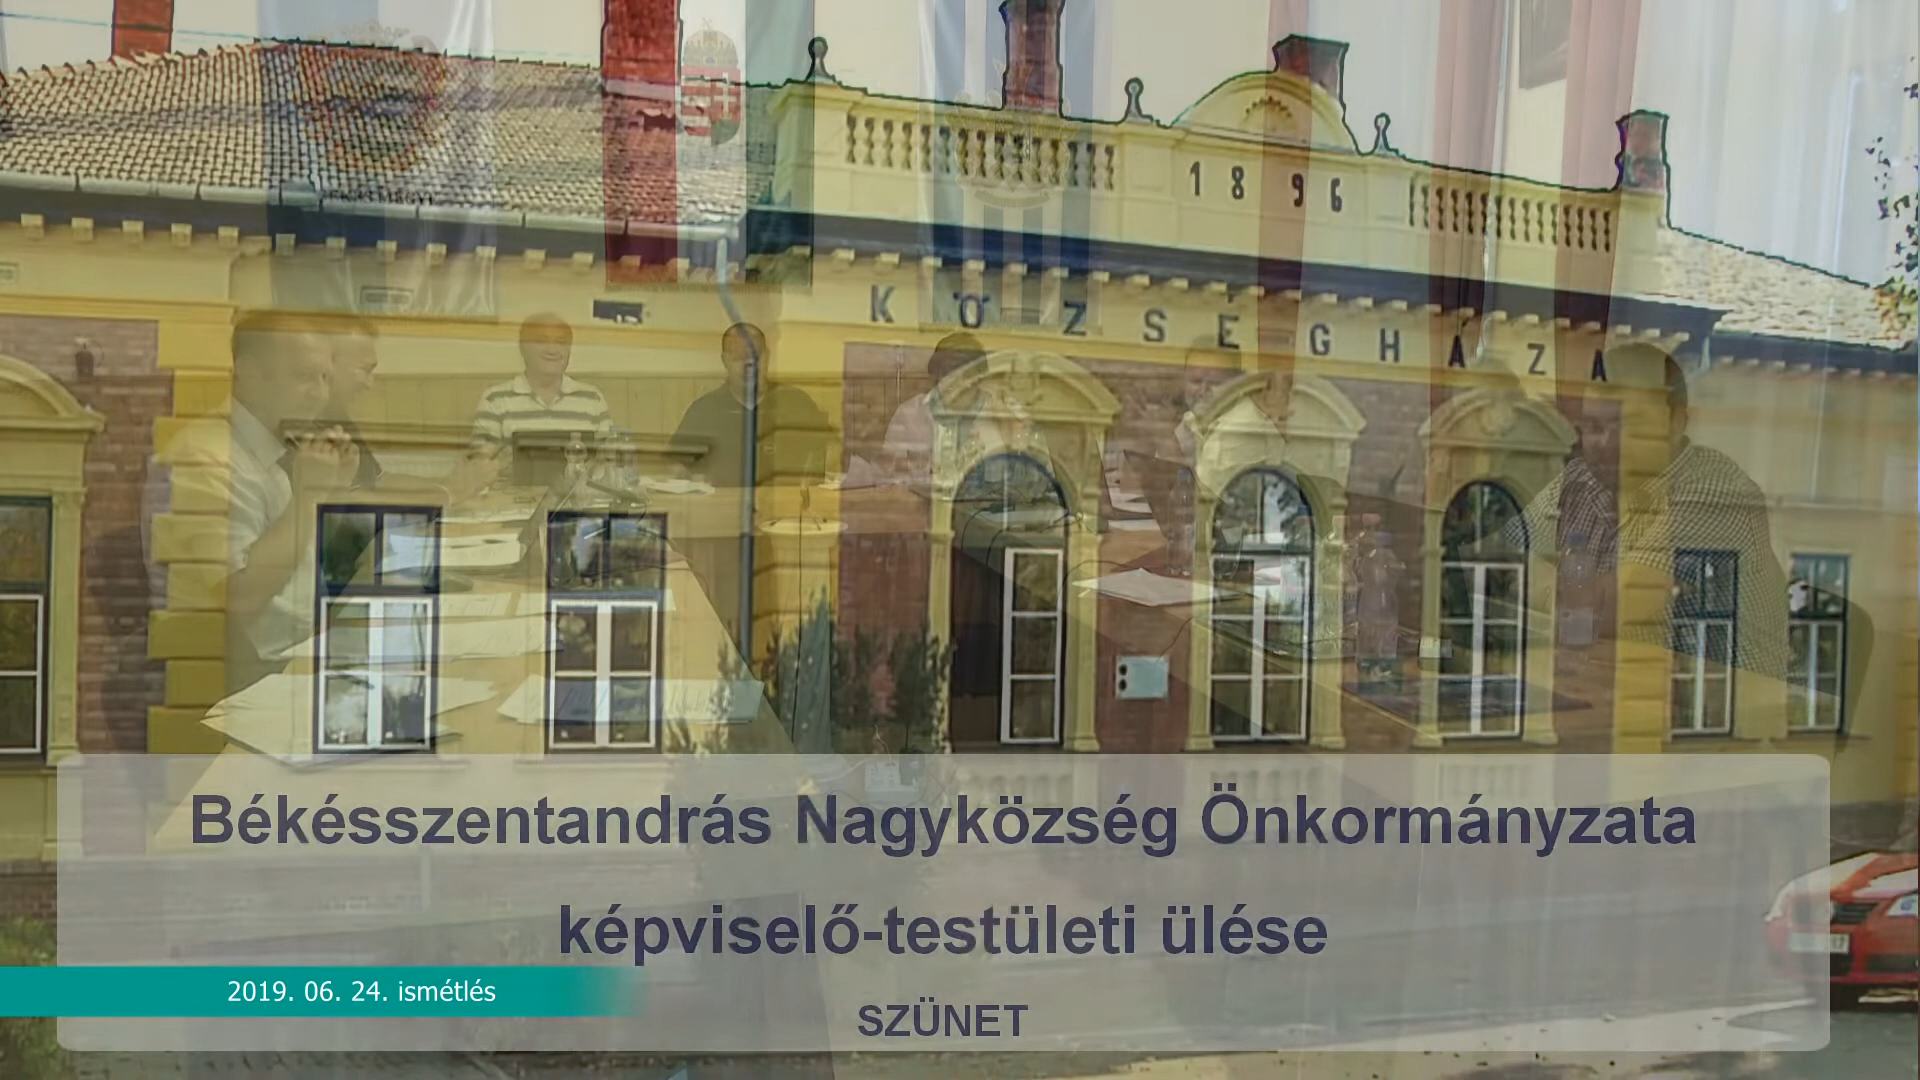 1896
KÖZSÉGHÁZA
Békésszentandrás Nagyközség Önkormányzata
képviselő-testületi ülése
2019. 06. 24. ismétlés
SZÜNET